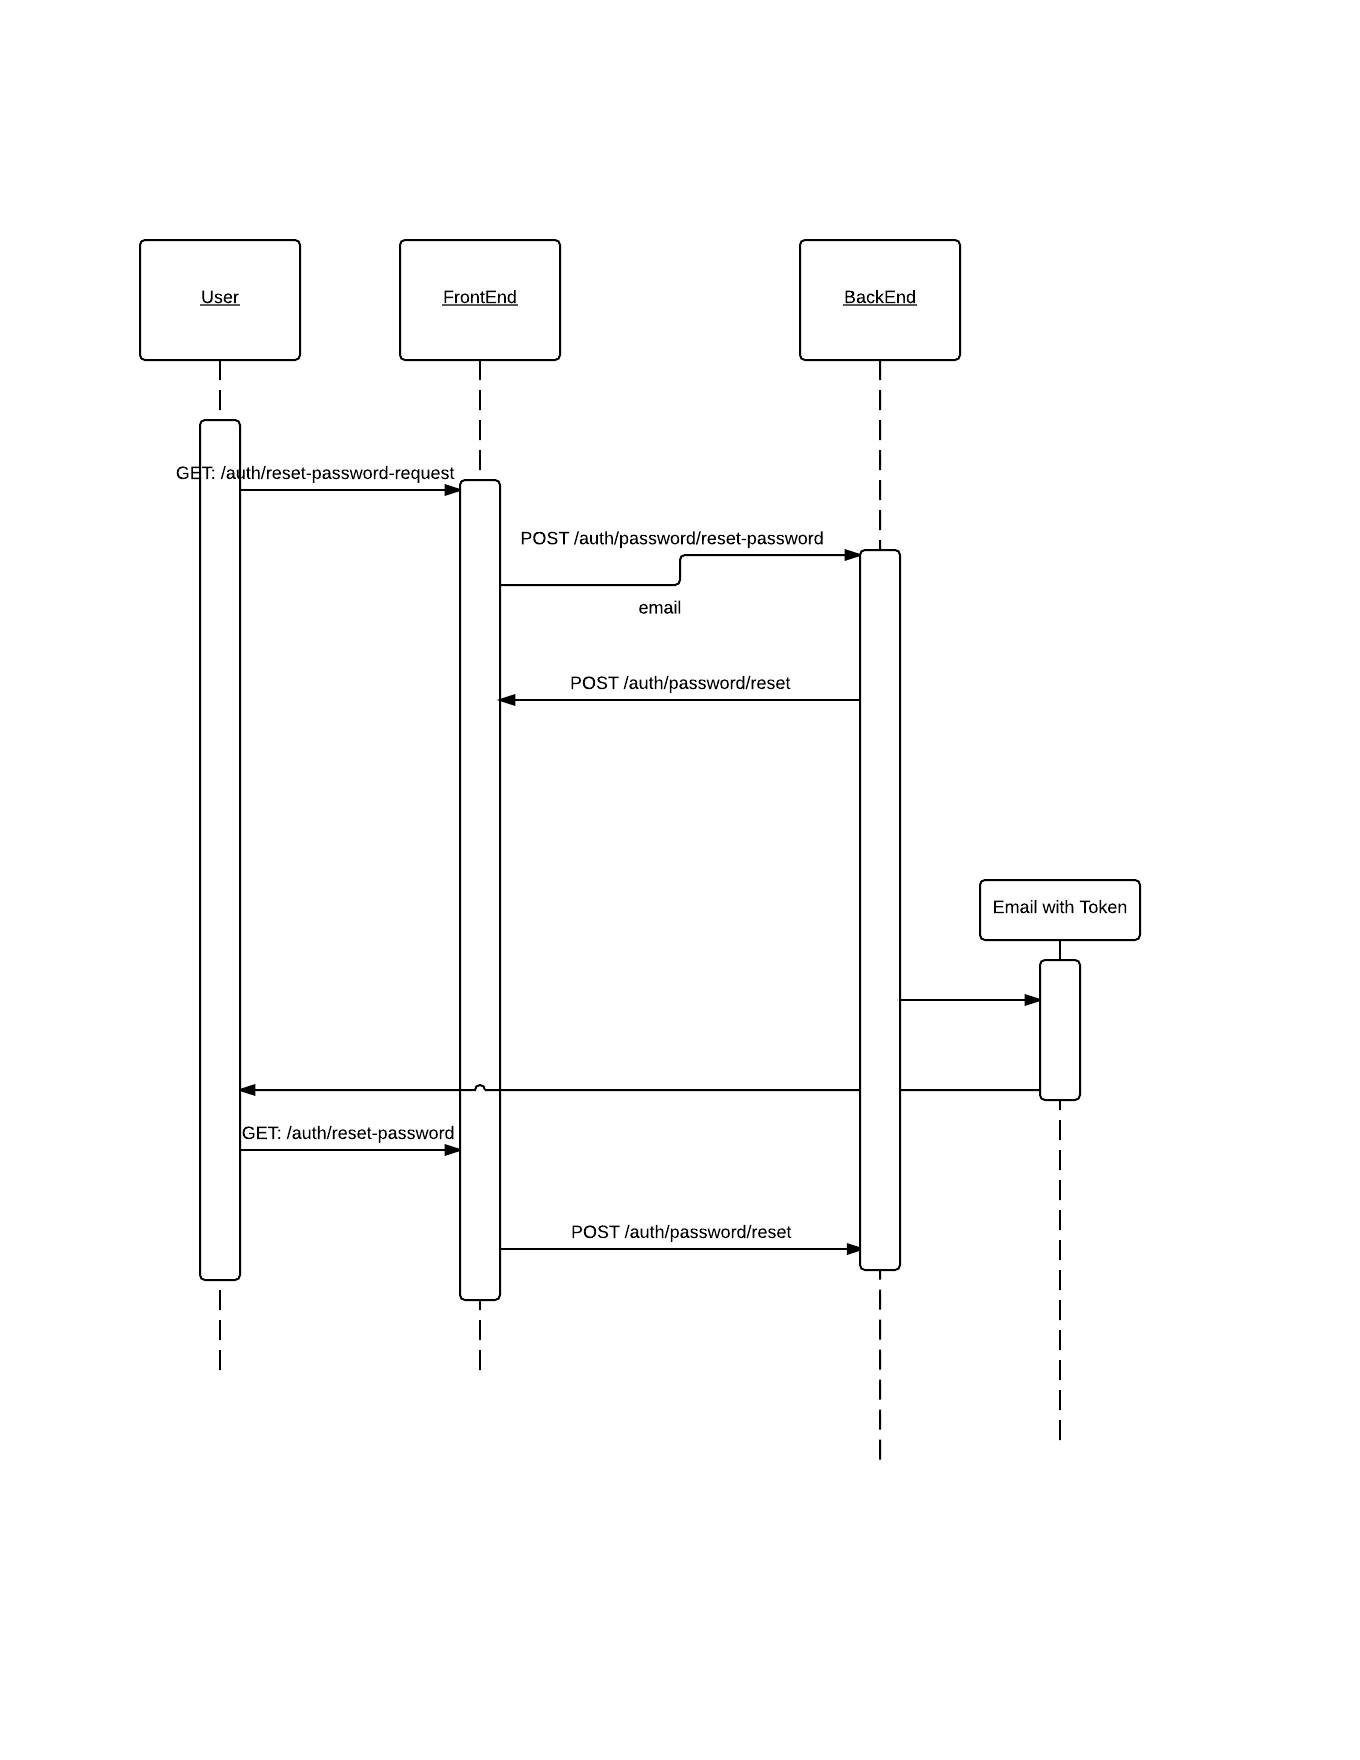 User
FrontEnd
BackEnd
GET: /auth/reset-password-request
POST /auth/password/reset-password
email
POST /auth/password/reset
Email with Token
GET: /auth/reset-password
POST /auth/password/reset